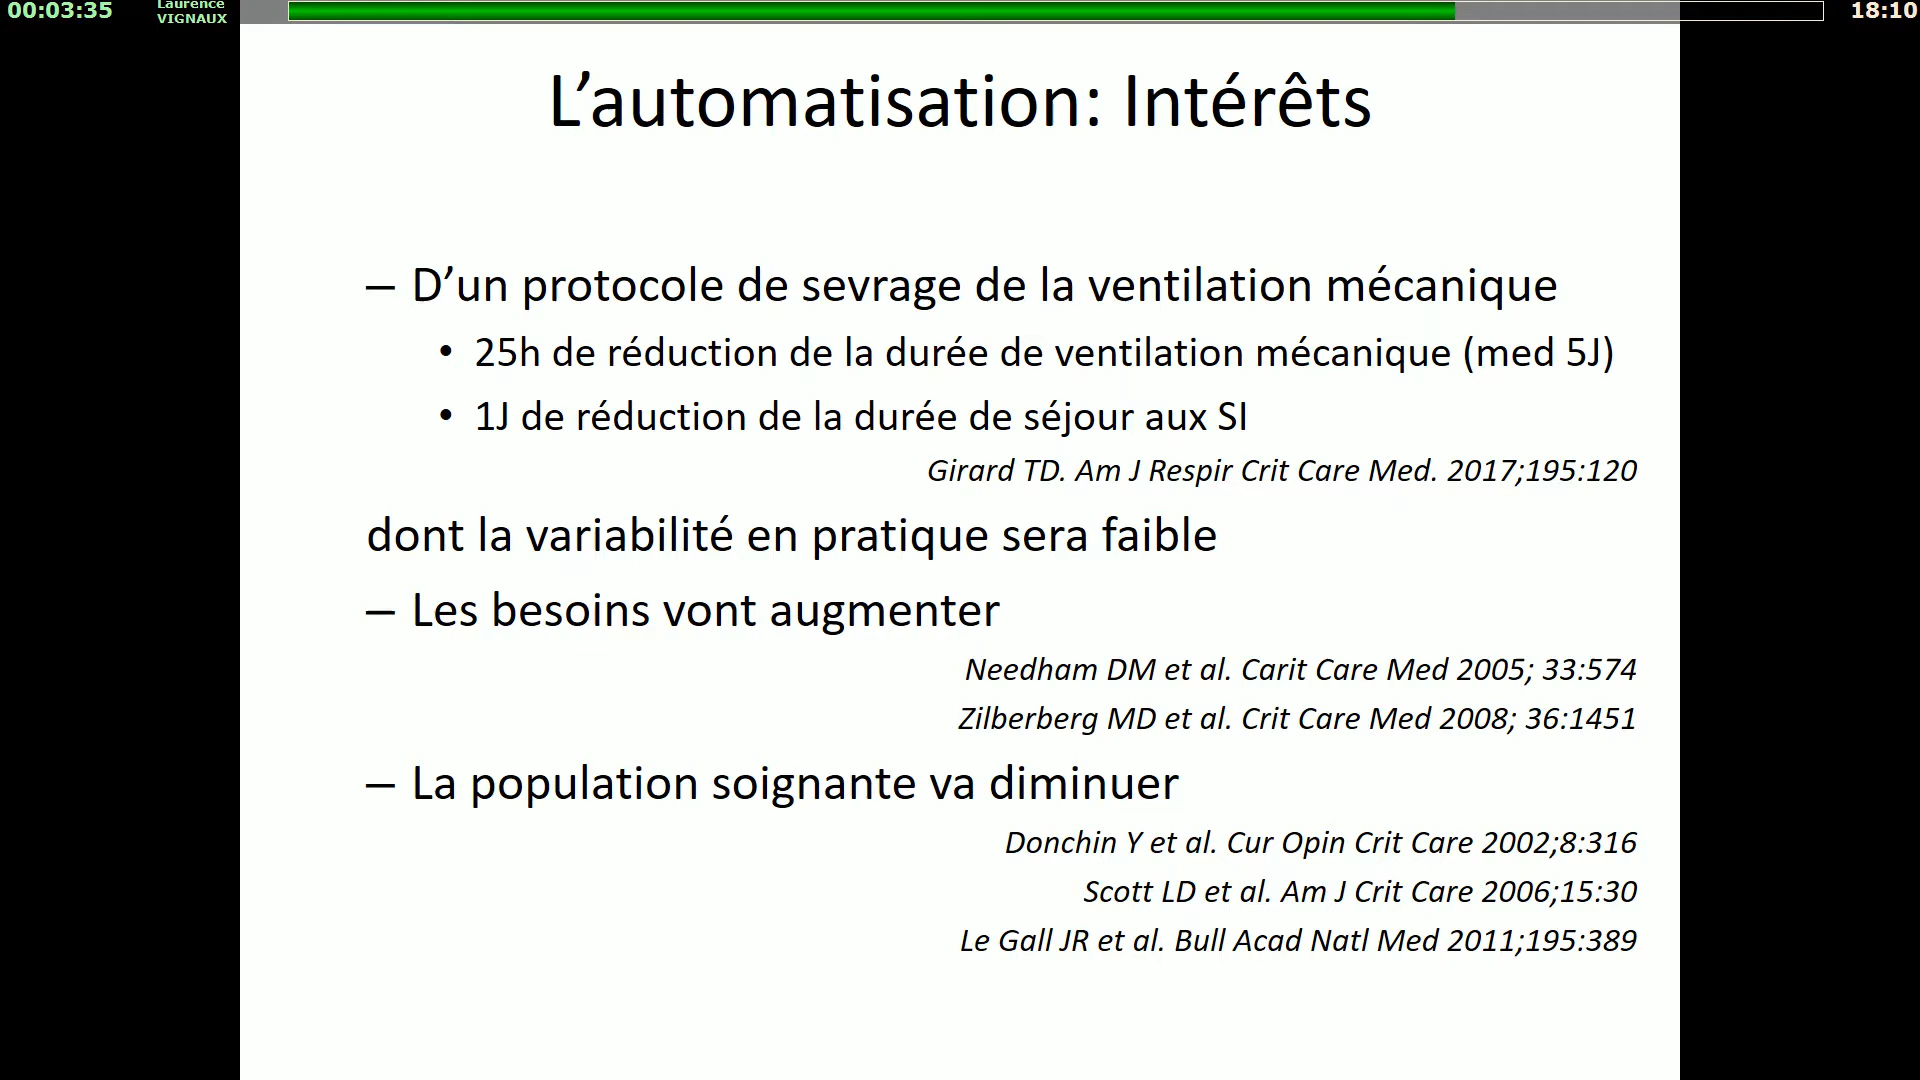 00:03:35
Laurence
VIGNAUX
18:10
L’automatisation: Intérêts
– D’un protocole de sevrage de la ventilation mécanique
• 25h de réduction de la durée de ventilation mécanique (med 5J)
• 1J de réduction de la durée de séjour aux SI
Girard TD. Am J Respir Crit Care Med. 2017;195:120
dont la variabilité en pratique sera faible
– Les besoins vont augmenter
Needham DM et al. Carit Care Med 2005; 33:574
Zilberberg MD et al. Crit Care Med 2008; 36:1451
– La population soignante va diminuer
Donchin Y et al. Cur Opin Crit Care 2002;8:316
Scott LD et al. Am J Crit Care 2006;15:30
Le Gall JR et al. Bull Acad Natl Med 2011;195:389